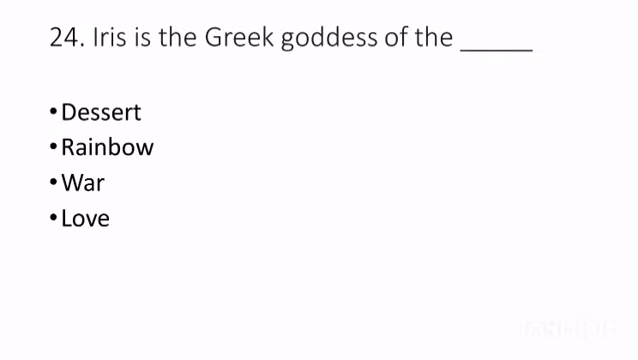 24. Iris is the Greek goddess of the ______
•Dessert
•Rainbow
•War
•Love